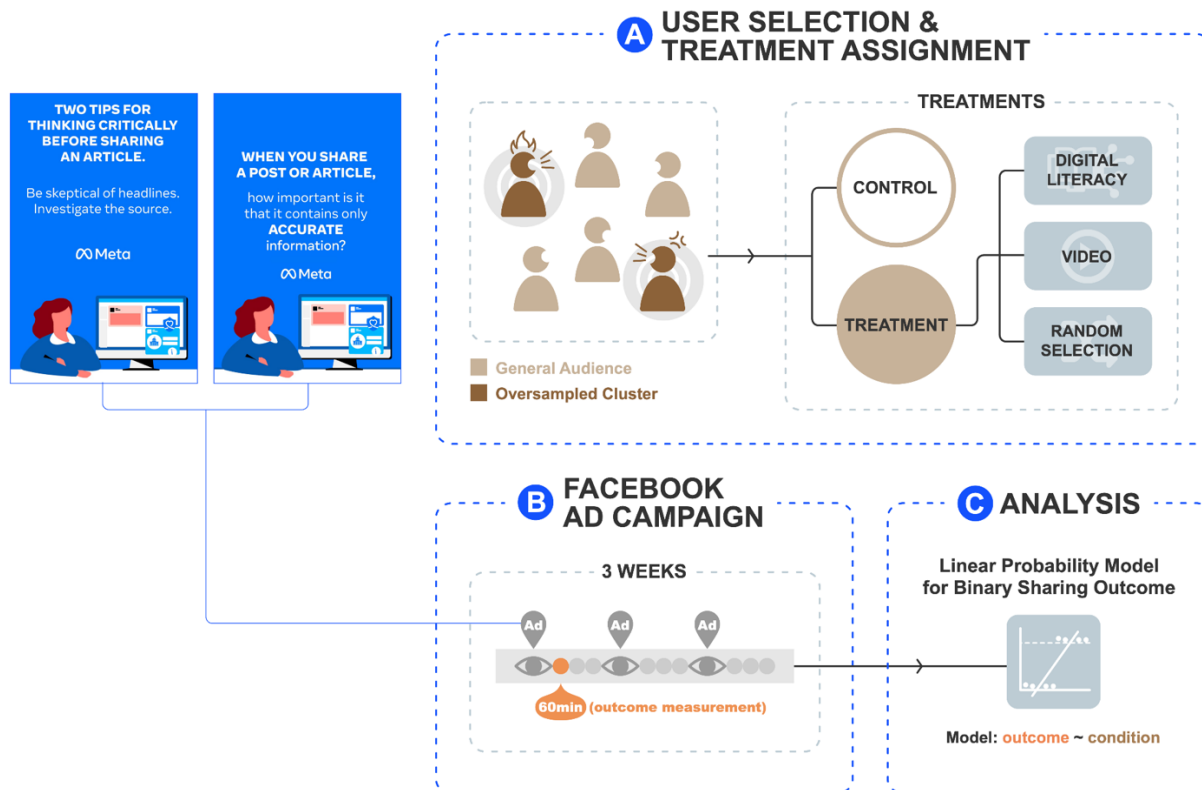 A USER SELECTION &
TREATMENT ASSIGNMENT
TWO TIPS FOR
THINKING CRITICALLY
BEFORE SHARING
AN ARTICLE.
Be skeptical of headlines.
Investigate the source.
Meta
WHEN YOU SHARE
A POST OR ARTICLE,
how important is it
that it contains only
ACCURATE
information?
Meta
General Audience
Oversampled Cluster
TREATMENTS
CONTROL
TREATMENT
DIGITAL
LITERACY
VIDEO
RANDOM
SELECTION
B FACEBOOK
AD CAMPAIGN
3 WEEKS
Ad Ad Ad
60min (outcome measurement)
C ANALYSIS
Linear Probability Model
for Binary Sharing Outcome
Model: outcome ~ condition